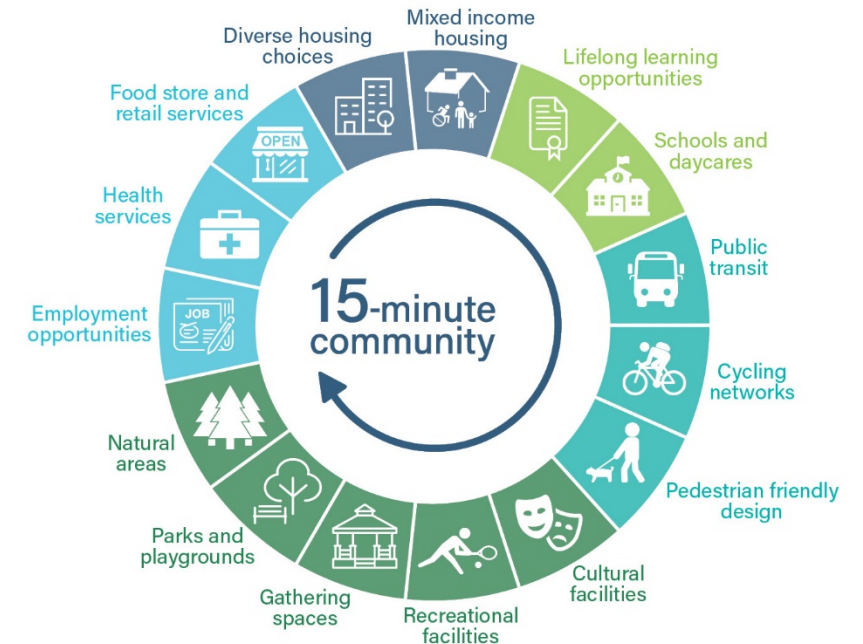 Mixed income
housing
Lifelong learning
opportunities
Schools and
daycares
Public
transit
Cycling
networks
Pedestrian friendly
design
Cultural
facilities
Recreational
facilities
Gathering
spaces
Parks and
playgrounds
Natural
areas
Employment
opportunities
JOB
Health
services
Food store and
retail services
OPEN
Diverse housing
choices
15-minute
community